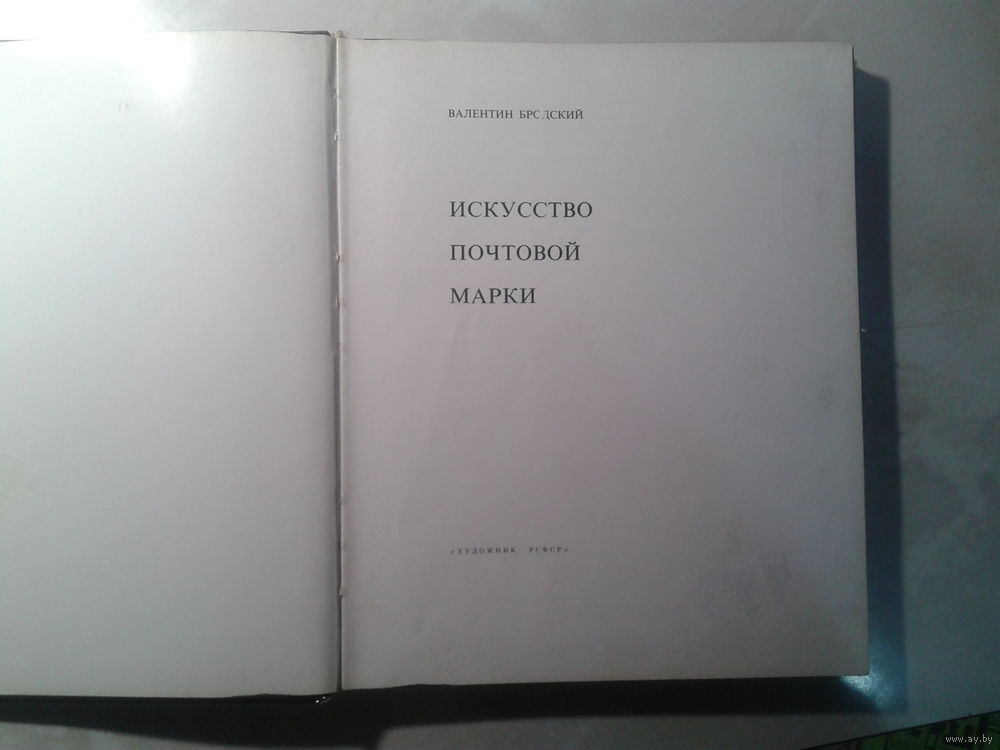 ВАЛЕНТИН БРОДСКИЙ
ИСКУССТВО
ПОЧТОВОЙ
МАРКИ
«ХУДОЖНИК РСФСР»
www.ay.by